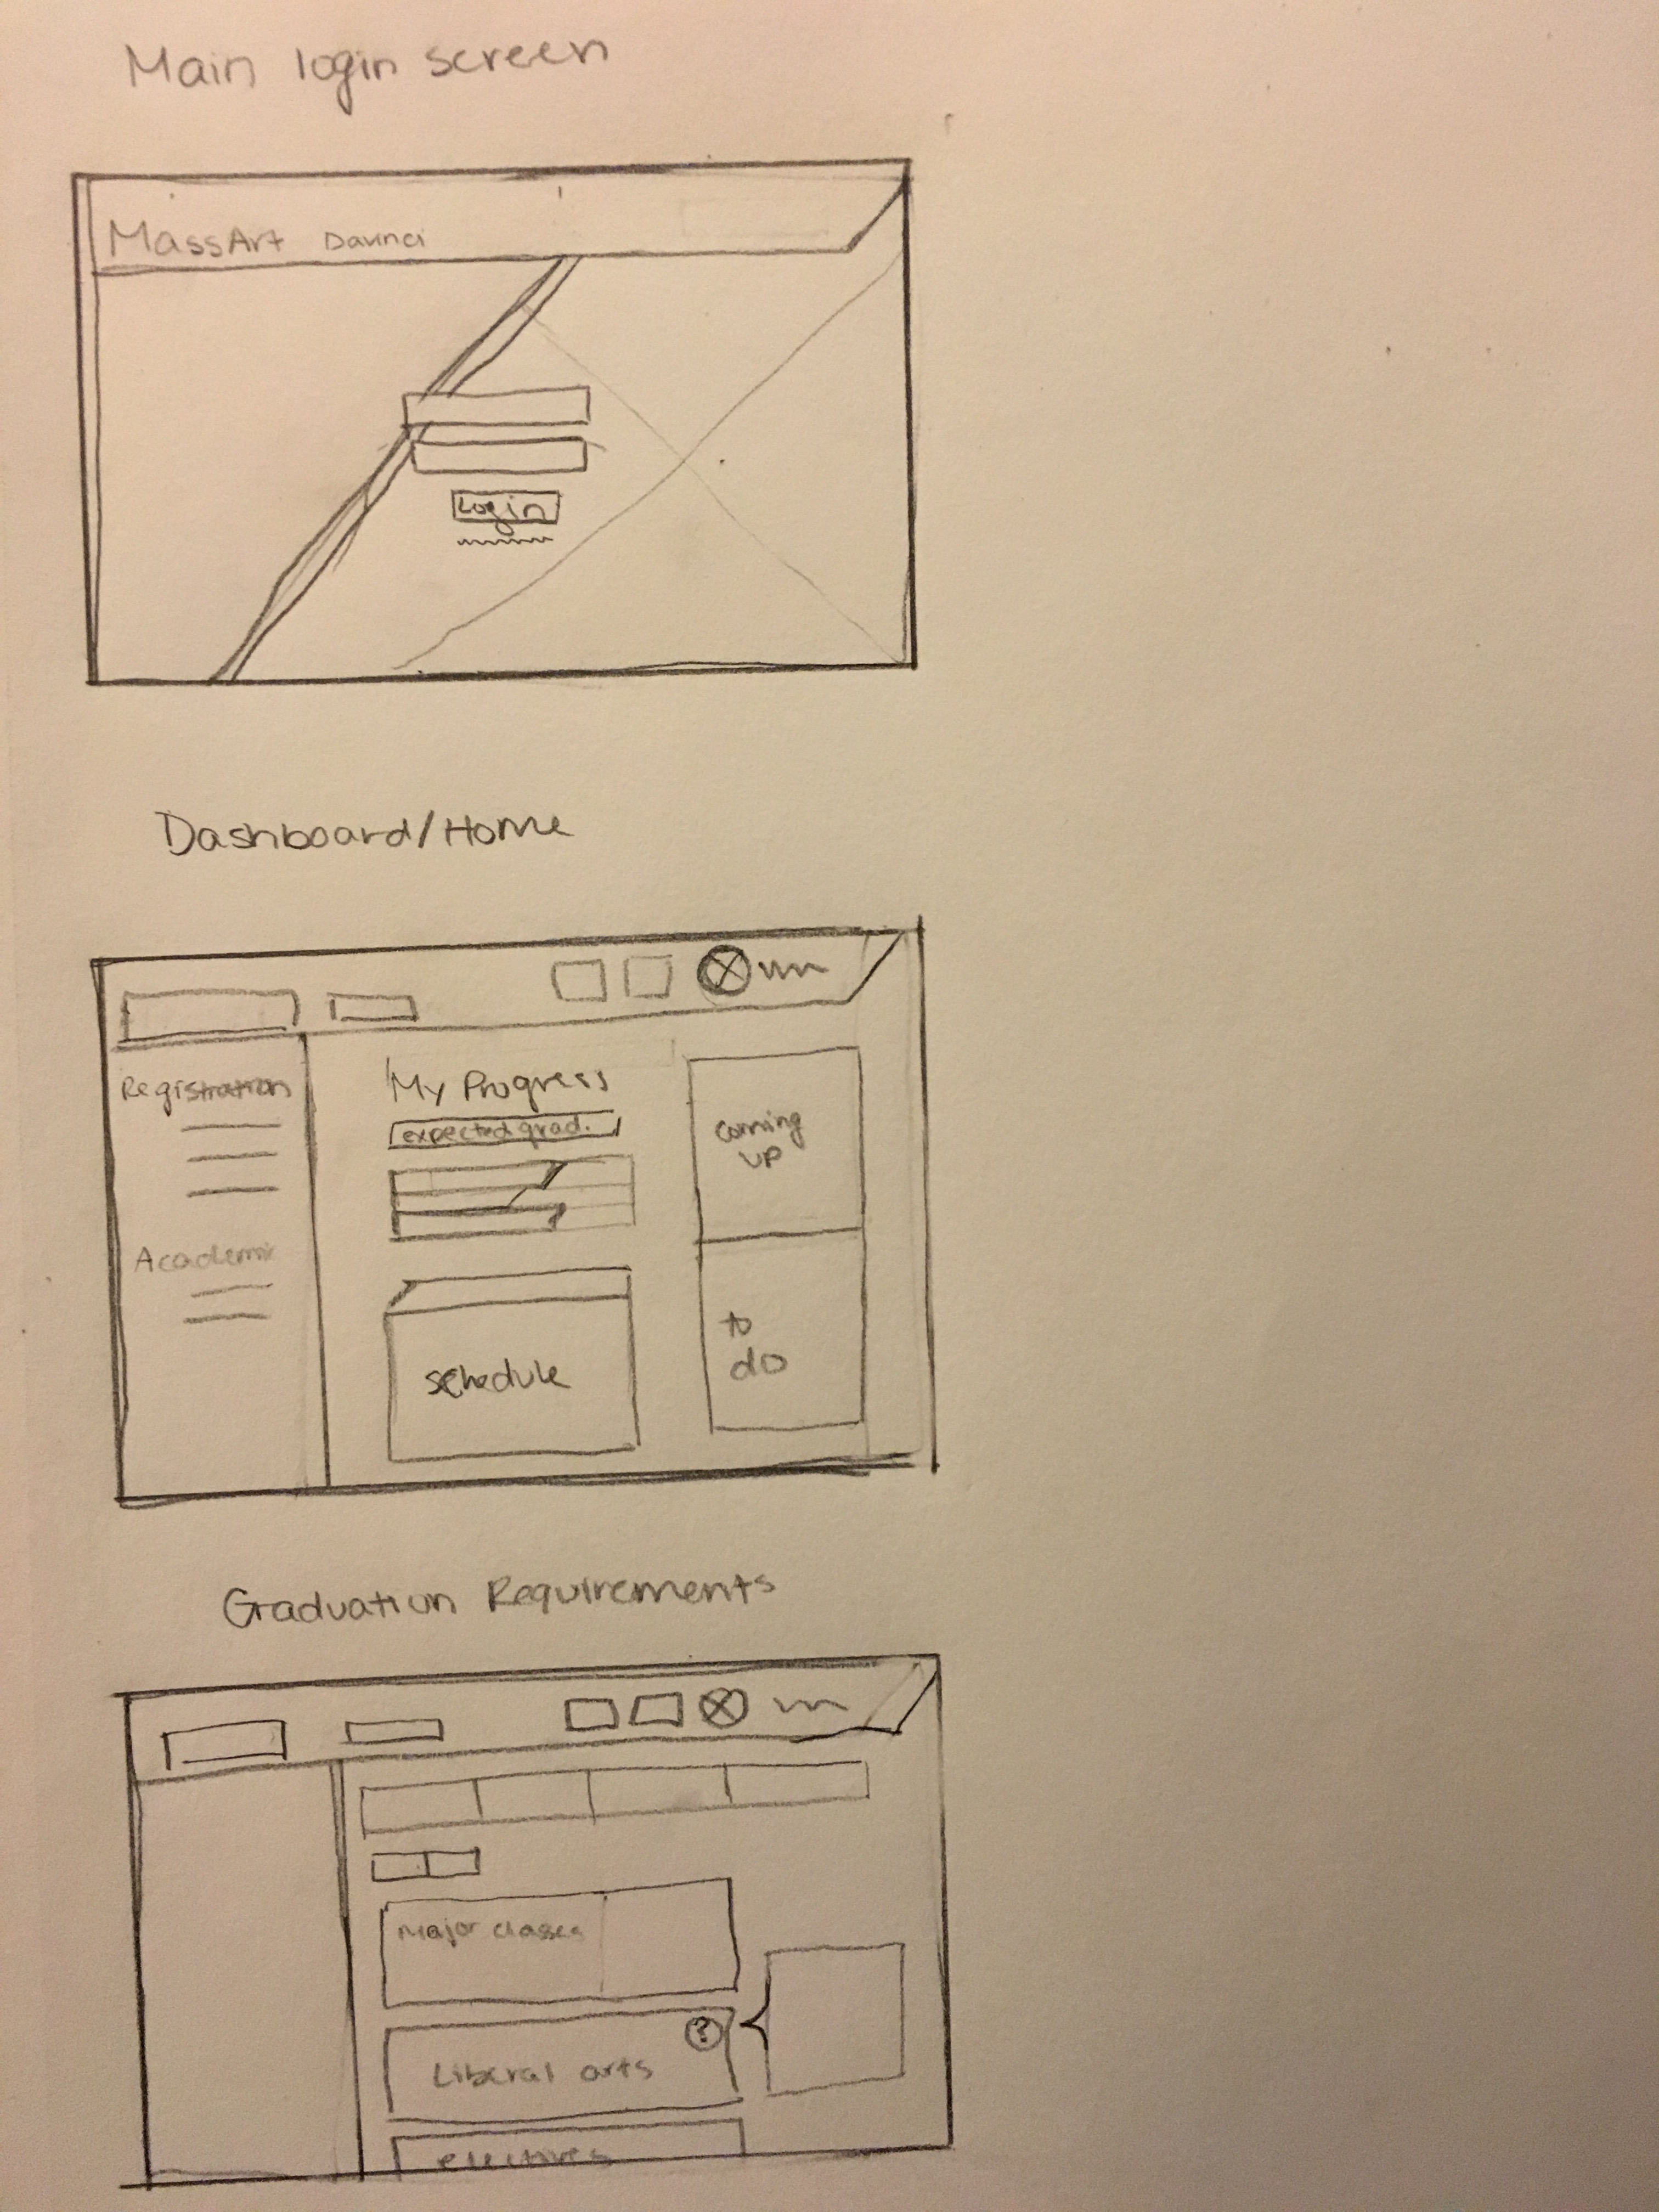 Main login screen
MassArt Davinci
Login
Dashboard/Home
Registration
Academic
My Progress
expected grad.
schedule
coming
up
to
do
Graduation Requirements
Major classes
?
Liberal arts
electives